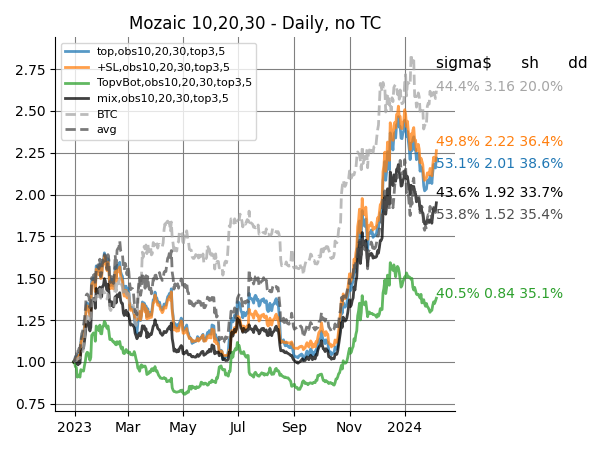 Mozaic 10,20,30 - Daily, no TC
top,obs10,20,30,top3,5
+SL,obs10,20,30,top3,5
TopvBot,obs10,20,30,top3,5
mix,obs10,20,30,top3,5
BTC
avg
sigma$ sh dd
44.4% 3.16 20.0%
49.8% 2.22 36.4%
53.1% 2.01 38.6%
43.6% 1.92 33.7%
53.8% 1.52 35.4%
40.5% 0.84 35.1%
2.75
2.50
2.25
2.00
1.75
1.50
1.25
1.00
0.75
2023 Mar May Jul Sep Nov 2024